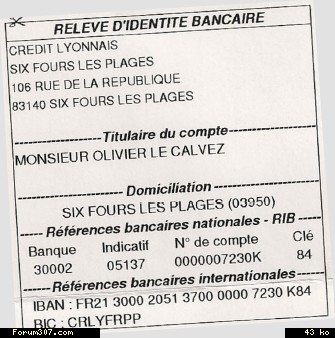 RELEVE D'IDENTITE BANCAIRE
CREDIT LYONNAIS
SIX FOURS LES PLAGES
106 RUE DE LA REPUBLIQUE
83140 SIX FOURS LES PLAGES
Titulaire du compte
MONSIEUR OLIVIER LE CALVEZ
Domiciliation
SIX FOURS LES PLAGES (03950)
Références bancaires nationales - RIB
Banque Indicatif N° de compte Clé
30002 05137 0000007230K 84
Références bancaires internationales
IBAN : FR21 3000 2051 3700 0000 7230 K84
BIC : CRLYFRPP
Forum307.com 43 ko